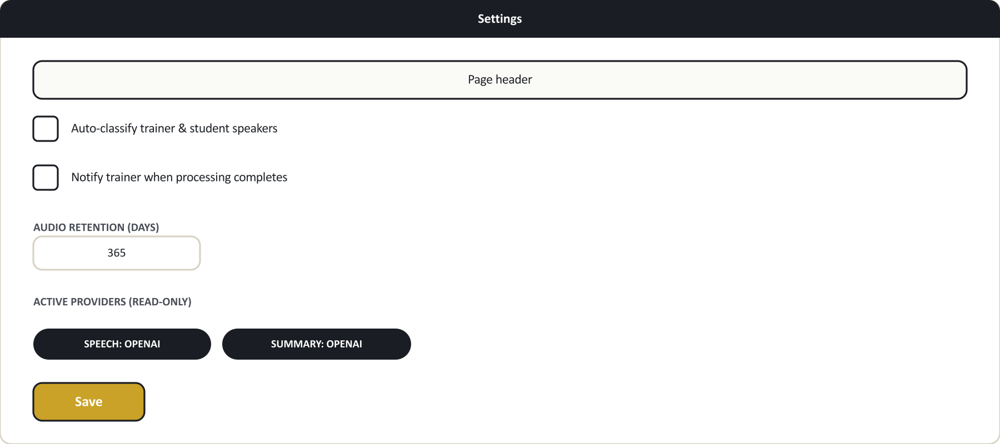 Settings
Page header
Auto-classify trainer & student speakers
Notify trainer when processing completes
AUDIO RETENTION (DAYS)
365
ACTIVE PROVIDERS (READ-ONLY)
SPEECH: OPENAI
SUMMARY: OPENAI
Save